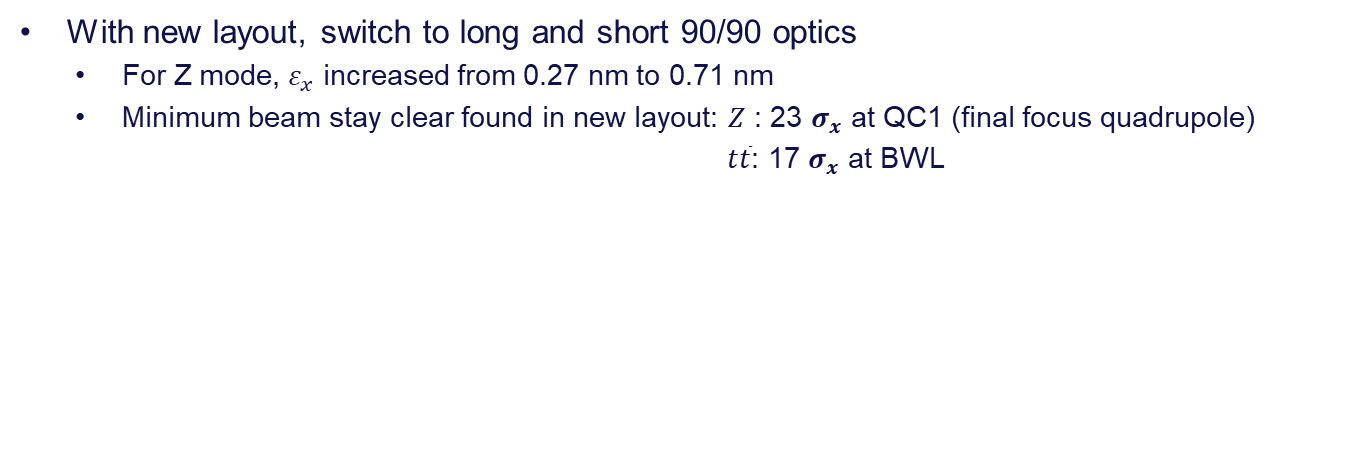 • With new layout, switch to long and short 90/90 optics
• For Z mode, εₓ increased from 0.27 nm to 0.71 nm
• Minimum beam stay clear found in new layout: Z : 23 σₓ at QC1 (final focus quadrupole)
tt̄: 17 σₓ at BWL